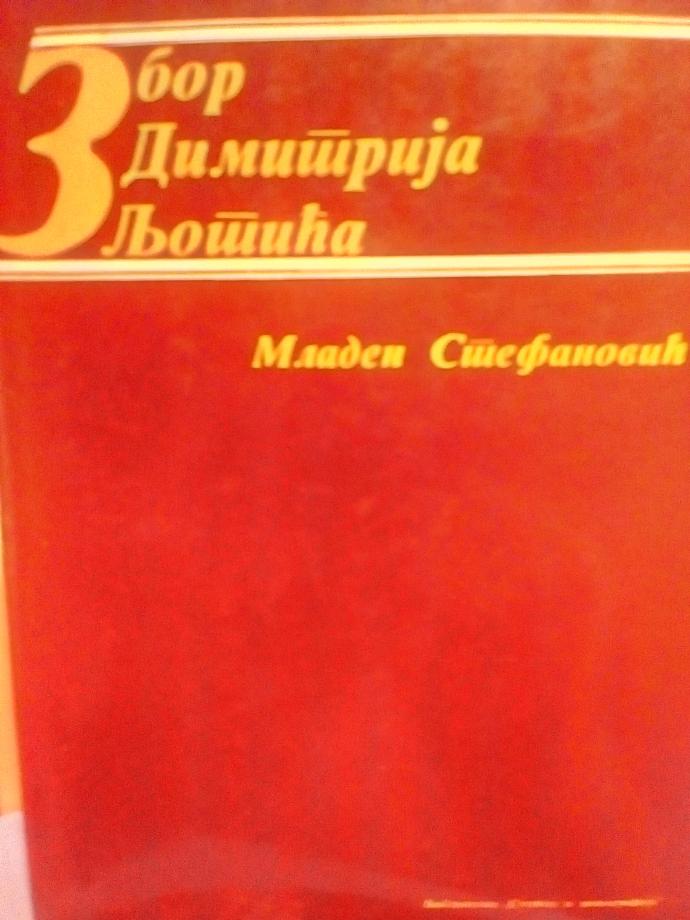 Збор
Димитрија
Љотића
Младен Стефановић